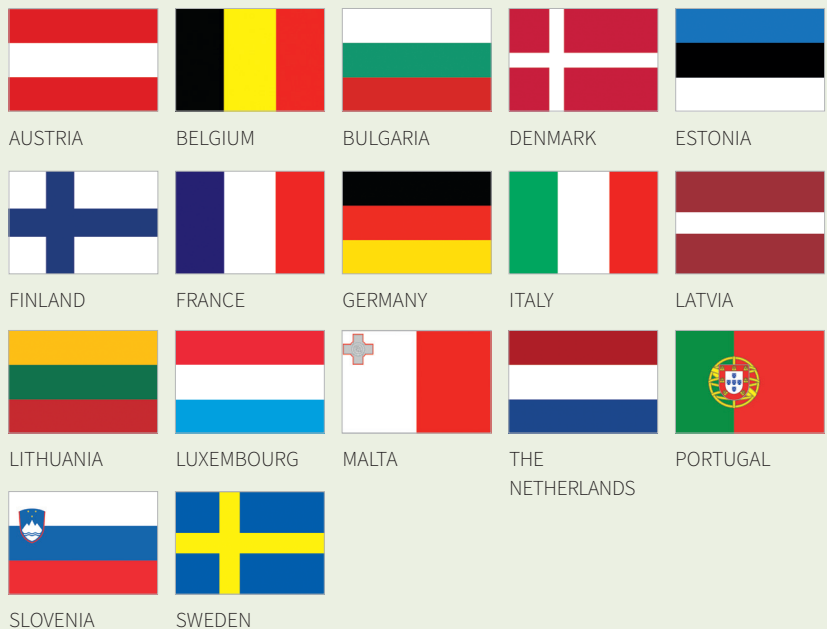 AUSTRIA
BELGIUM
BULGARIA
DENMARK
ESTONIA
FINLAND
FRANCE
GERMANY
ITALY
LATVIA
LITHUANIA
LUXEMBOURG
MALTA
THE
NETHERLANDS
PORTUGAL
SLOVENIA
SWEDEN